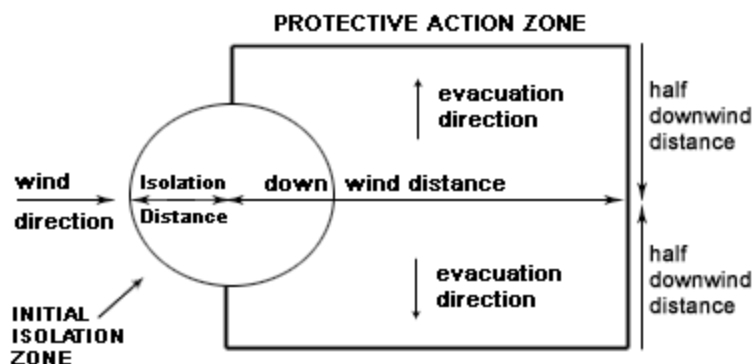 PROTECTIVE ACTION ZONE
evacuation
direction
half
downwind
distance
wind
direction
Isolation
Distance
down wind distance
evacuation
direction
half
downwind
distance
INITIAL
ISOLATION
ZONE